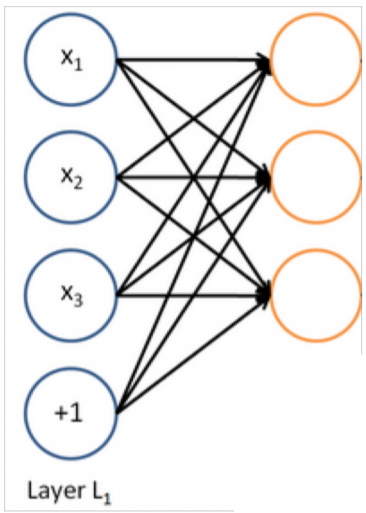 x₁
x₂
x₃
+1
Layer L₁